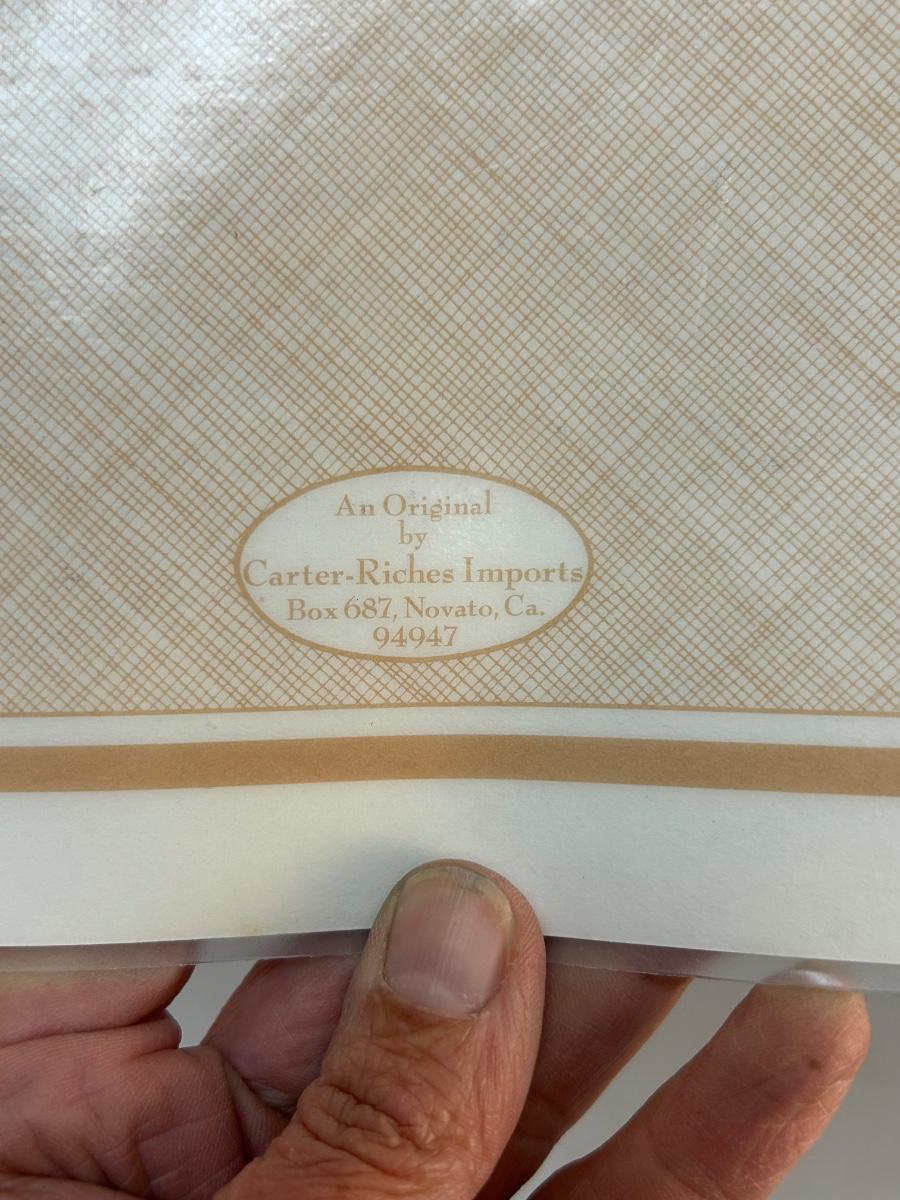 An Original
by
Carter-Riches Imports
Box 687, Novato, Ca.
94947